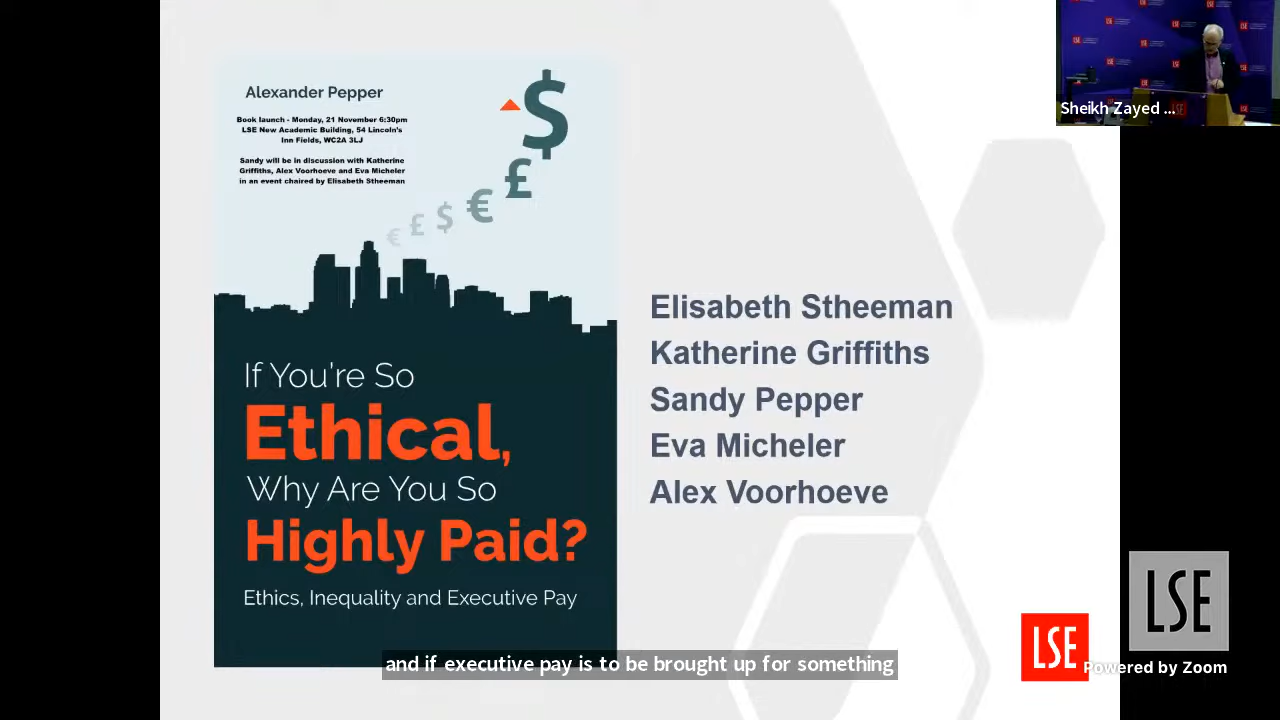 Alexander Pepper
Book launch - Monday, 21 November 6:30pm
LSE New Academic Building, 54 Lincoln's
Inn Fields, WC2A 3LJ
Sandy will be in discussion with Katherine
Griffiths, Alex Voorhoeve and Eva Micheler
in an event chaired by Elisabeth Stheeman
$
£
€
$
£
€
If You're So
Ethical,
Why Are You So
Highly Paid?
Ethics, Inequality and Executive Pay
Elisabeth Stheeman
Katherine Griffiths
Sandy Pepper
Eva Micheler
Alex Voorhoeve
Sheikh Zayed ...
LSE
LSE
Powered by Zoom
and if executive pay is to be brought up for something